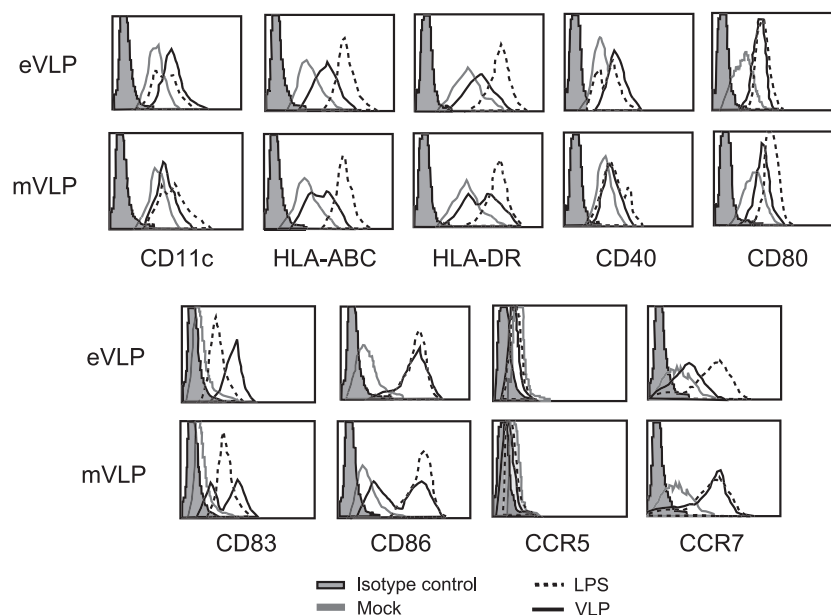 eVLP
mVLP
CD11c HLA-ABC HLA-DR CD40 CD80
eVLP
mVLP
CD83 CD86 CCR5 CCR7
Isotype control LPS
Mock VLP